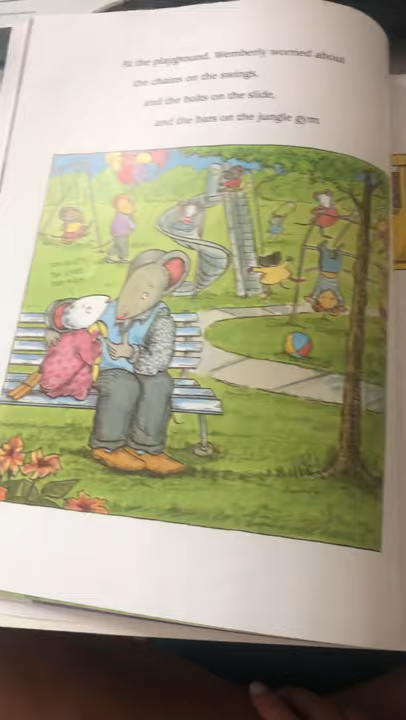 At the playground, Wemberly worried about
the chains on the swings,
and the bolts on the slide,
and the bars on the jungle gym.